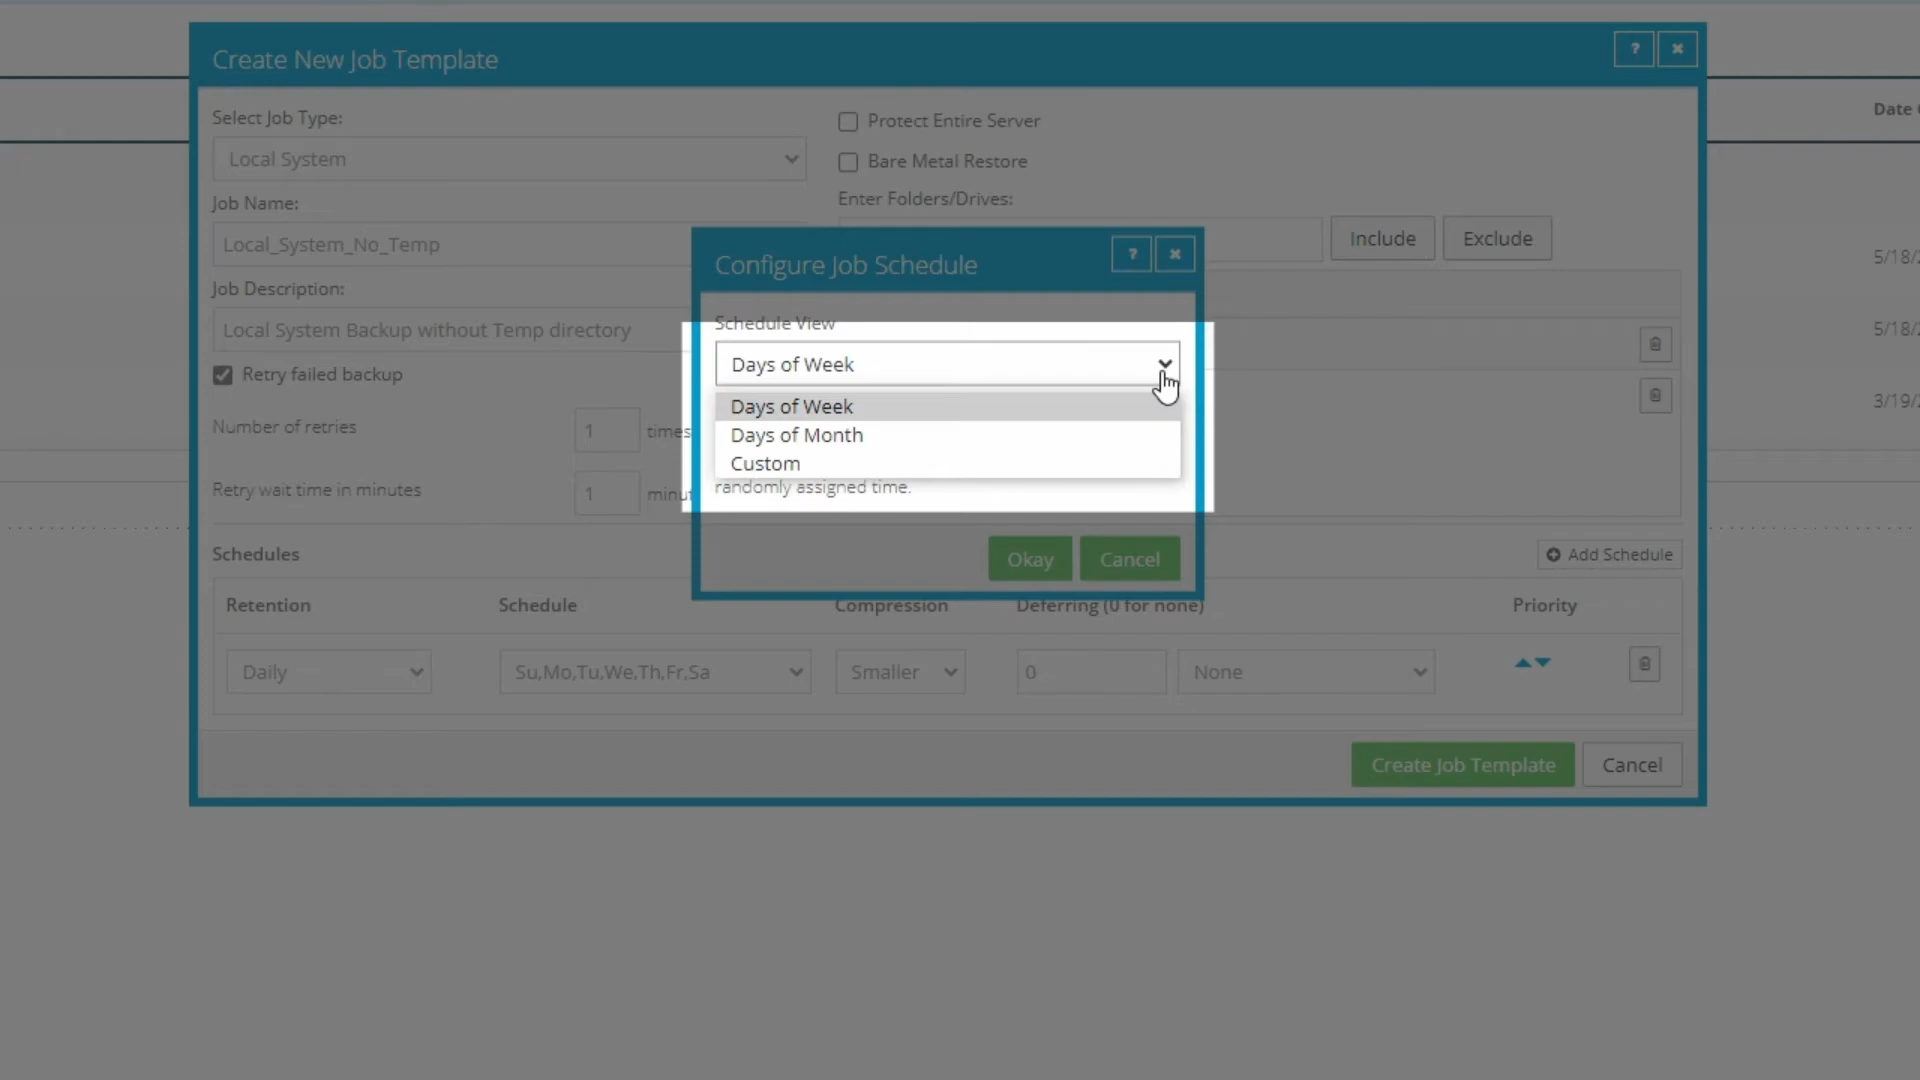 Create New Job Template
?
Date
Select Job Type:
Local System
Protect Entire Server
Bare Metal Restore
Job Name:
Local_System_No_Temp
Enter Folders/Drives:
Include
Exclude
Configure Job Schedule
?
5/18/2
Job Description:
Local System Backup without Temp directory
Schedule View
Days of Week
5/18/2
Retry failed backup
Days of Week
Days of Month
Custom
3/19/2
Number of retries
1
times
Retry wait time in minutes
1
minut
randomly assigned time.
Okay
Cancel
Schedules
Add Schedule
Retention
Schedule
Compression
Deferring (0 for none)
Priority
Daily
Su,Mo,Tu,We,Th,Fr,Sa
Smaller
0
None
Create Job Template
Cancel